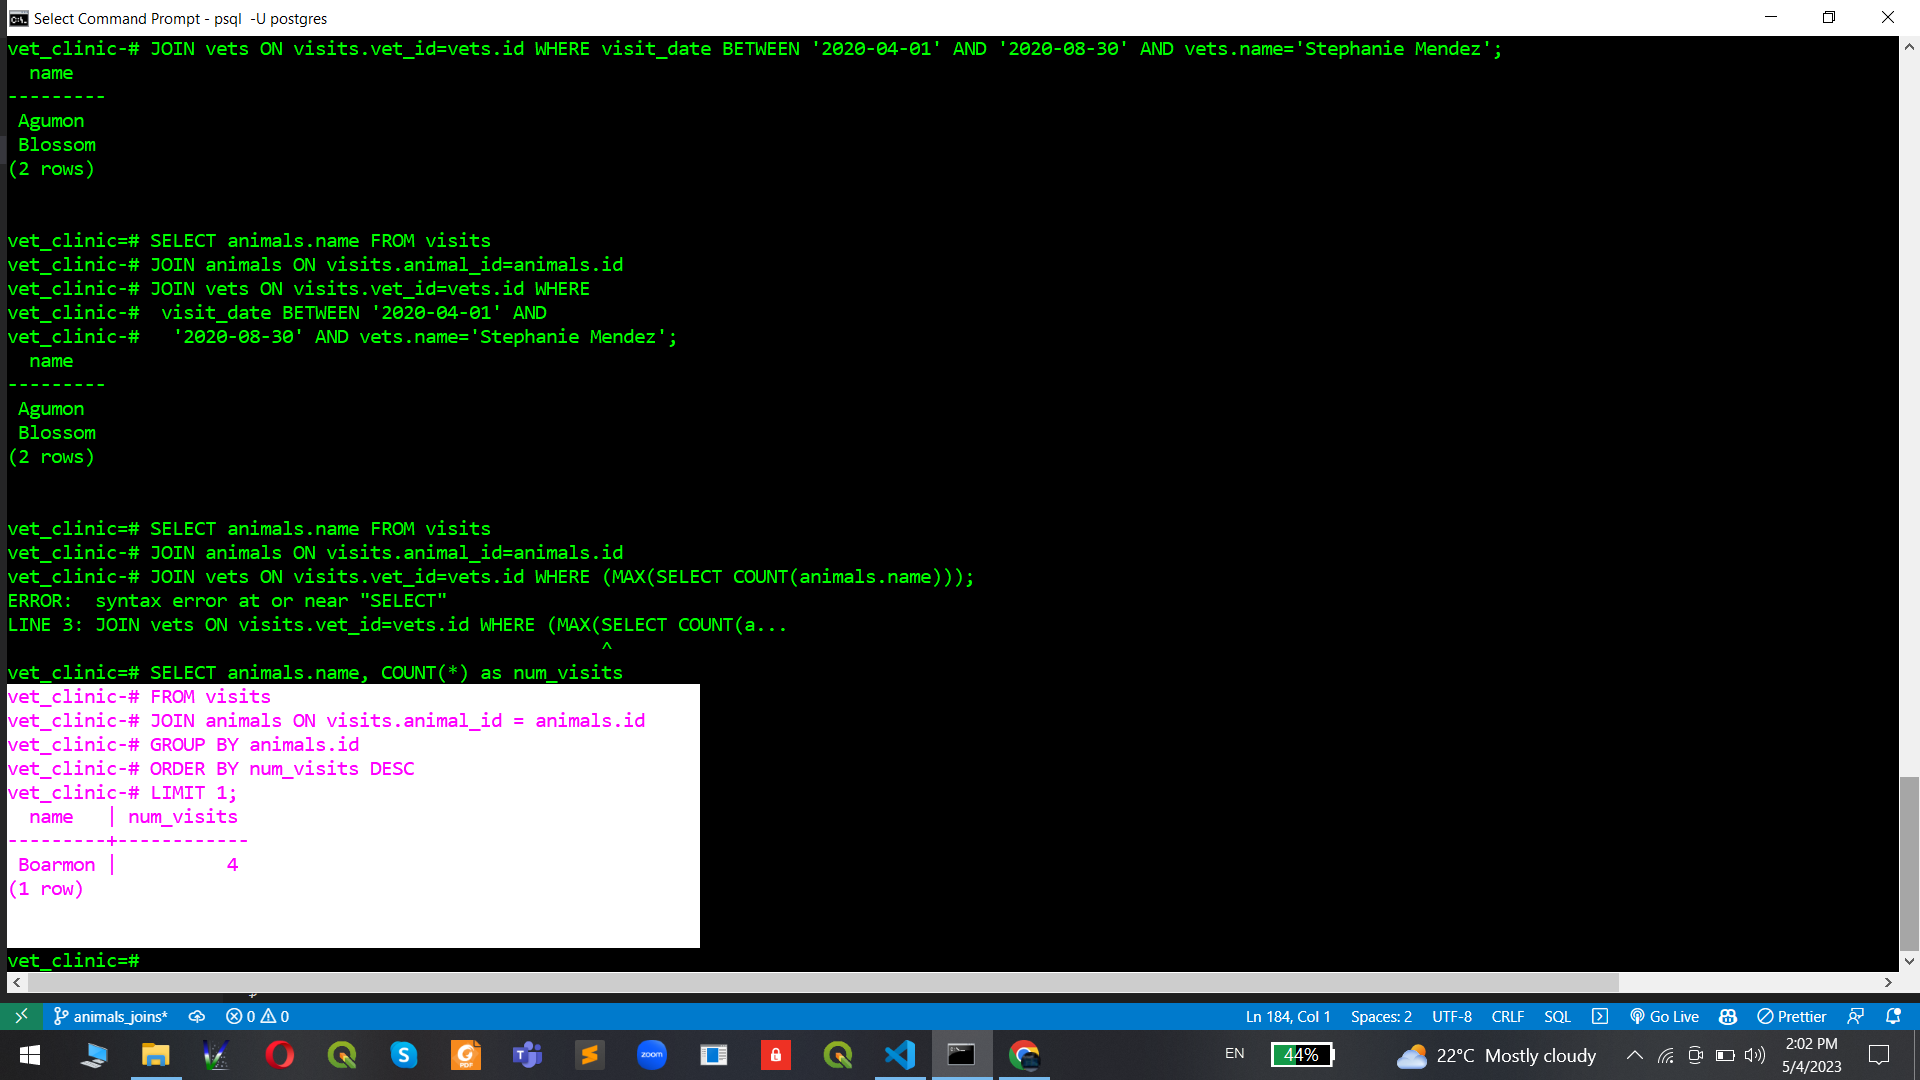 Select Command Prompt - psql  -U postgres
vet_clinic-# JOIN vets ON visits.vet_id=vets.id WHERE visit_date BETWEEN '2020-04-01' AND '2020-08-30' AND vets.name='Stephanie Mendez';
  name
---------
 Agumon
 Blossom
(2 rows)
vet_clinic=# SELECT animals.name FROM visits
vet_clinic-# JOIN animals ON visits.animal_id=animals.id
vet_clinic-# JOIN vets ON visits.vet_id=vets.id WHERE
vet_clinic-#  visit_date BETWEEN '2020-04-01' AND
vet_clinic-#   '2020-08-30' AND vets.name='Stephanie Mendez';
  name
---------
 Agumon
 Blossom
(2 rows)
vet_clinic=# SELECT animals.name FROM visits
vet_clinic-# JOIN animals ON visits.animal_id=animals.id
vet_clinic-# JOIN vets ON visits.vet_id=vets.id WHERE (MAX(SELECT COUNT(animals.name)));
ERROR:  syntax error at or near "SELECT"
LINE 3: JOIN vets ON visits.vet_id=vets.id WHERE (MAX(SELECT COUNT(a...
^
vet_clinic=# SELECT animals.name, COUNT(*) as num_visits
vet_clinic-# FROM visits
vet_clinic-# JOIN animals ON visits.animal_id = animals.id
vet_clinic-# GROUP BY animals.id
vet_clinic-# ORDER BY num_visits DESC
vet_clinic-# LIMIT 1;
  name   | num_visits
---------+------------
 Boarmon |          4
(1 row)
vet_clinic=#
animals_joins* 0 0 Ln 184, Col 1 Spaces: 2 UTF-8 CRLF SQL Go Live Prettier
zoom EN 44% 22°C Mostly cloudy 2:02 PM
5/4/2023